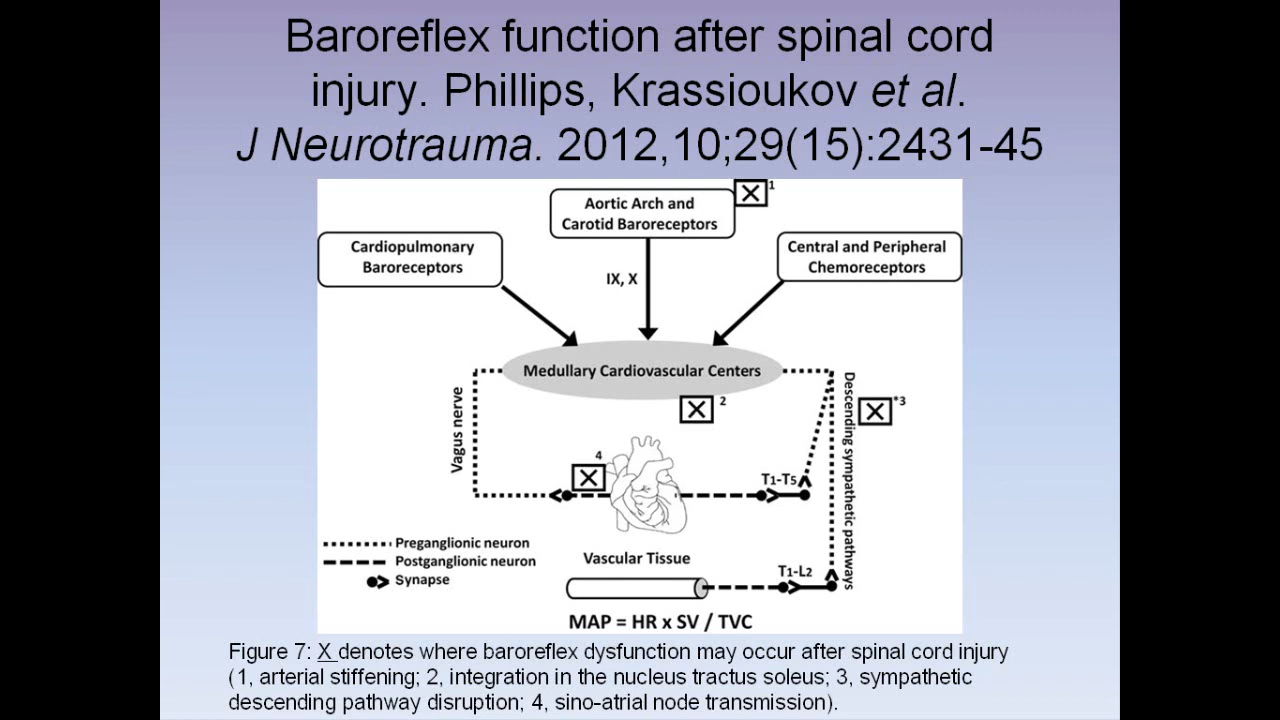 Baroreflex function after spinal cord
injury. Phillips, Krassioukov et al.
J Neurotrauma. 2012,10;29(15):2431-45
Aortic Arch and
Carotid Baroreceptors
X 1
Cardiopulmonary
Baroreceptors
Central and Peripheral
Chemoreceptors
IX, X
Medullary Cardiovascular Centers
X 2
X *3
Vagus nerve
Descending sympathetic pathways
X 4
T1-T5
Preganglionic neuron
Postganglionic neuron
Synapse
Vascular Tissue
T1-L2
MAP = HR x SV / TVC
Figure 7: X denotes where baroreflex dysfunction may occur after spinal cord injury
(1, arterial stiffening; 2, integration in the nucleus tractus soleus; 3, sympathetic
descending pathway disruption; 4, sino-atrial node transmission).